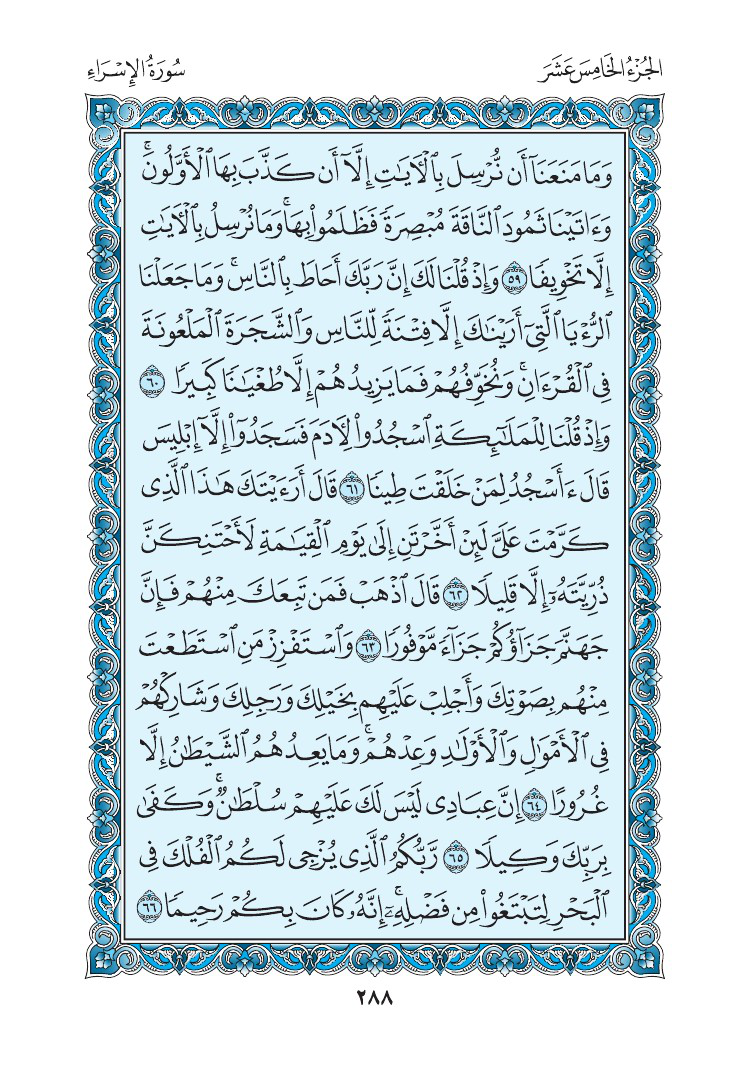 الجُزْءُ الخَامِسَ عَشَرَ
سُورَةُ الإِسْرَاءِ
وَمَا مَنَعَنَآ أَن نُّرْسِلَ بِٱلْأَيَٰتِ إِلَّآ أَن كَذَّبَ بِهَا ٱلْأَوَّلُونَۚ
وَءَاتَيْنَا ثَمُودَ ٱلنَّاقَةَ مُبْصِرَةً فَظَلَمُوا۟ بِهَاۚ وَمَا نُرْسِلُ بِٱلْأَيَٰتِ
إِلَّا تَخْوِيفًا ٥٩ وَإِذْ قُلْنَا لَكَ إِنَّ رَبَّكَ أَحَاطَ بِٱلنَّاسِۚ وَمَا جَعَلْنَا
ٱلرُّءْيَا ٱلَّتِىٓ أَرَيْنَٰكَ إِلَّا فِتْنَةً لِّلنَّاسِ وَٱلشَّجَرَةَ ٱلْمَلْعُونَةَ
فِى ٱلْقُرْءَانِۚ وَنُخَوِّفُهُمْ فَمَا يَزِيدُهُمْ إِلَّا طُغْيَٰنًا كَبِيرًا ٦٠
وَإِذْ قُلْنَا لِلْمَلَٰٓئِكَةِ ٱسْجُدُوا۟ لِأَدَمَ فَسَجَدُوٓا۟ إِلَّآ إِبْلِيسَ
قَالَ ءَأَسْجُدُ لِمَنْ خَلَقْتَ طِينًا ٦١ قَالَ أَرَءَيْتَكَ هَٰذَا ٱلَّذِى
كَرَّمْتَ عَلَىَّ لَئِنْ أَخَّرْتَنِ إِلَىٰ يَوْمِ ٱلْقِيَٰمَةِ لَأَحْتَنِكَنَّ
ذُرِّيَّتَهُۥٓ إِلَّا قَلِيلًا ٦٢ قَالَ ٱذْهَبْ فَمَن تَبِعَكَ مِنْهُمْ فَإِنَّ
جَهَنَّمَ جَزَآؤُكُمْ جَزَآءً مَّوْفُورًا ٦٣ وَٱسْتَفْزِزْ مَنِ ٱسْتَطَعْتَ
مِنْهُم بِصَوْتِكَ وَأَجْلِبْ عَلَيْهِم بِخَيْلِكَ وَرَجِلِكَ وَشَارِكْهُمْ
فِى ٱلْأَمْوَٰلِ وَٱلْأَوْلَٰدِ وَعِدْهُمْۚ وَمَا يَعِدُهُمُ ٱلشَّيْطَٰنُ إِلَّا
غُرُورًا ٦٤ إِنَّ عِبَادِى لَيْسَ لَكَ عَلَيْهِمْ سُلْطَٰنٌۚ وَكَفَىٰ
بِرَبِّكَ وَكِيلًا ٦٥ رَّبُّكُمُ ٱلَّذِى يُزْجِى لَكُمُ ٱلْفُلْكَ فِى
ٱلْبَحْرِ لِتَبْتَغُوا۟ مِن فَضْلِهِۦٓۚ إِنَّهُۥ كَانَ بِكُمْ رَحِيمًا ٦٦
٢٨٨